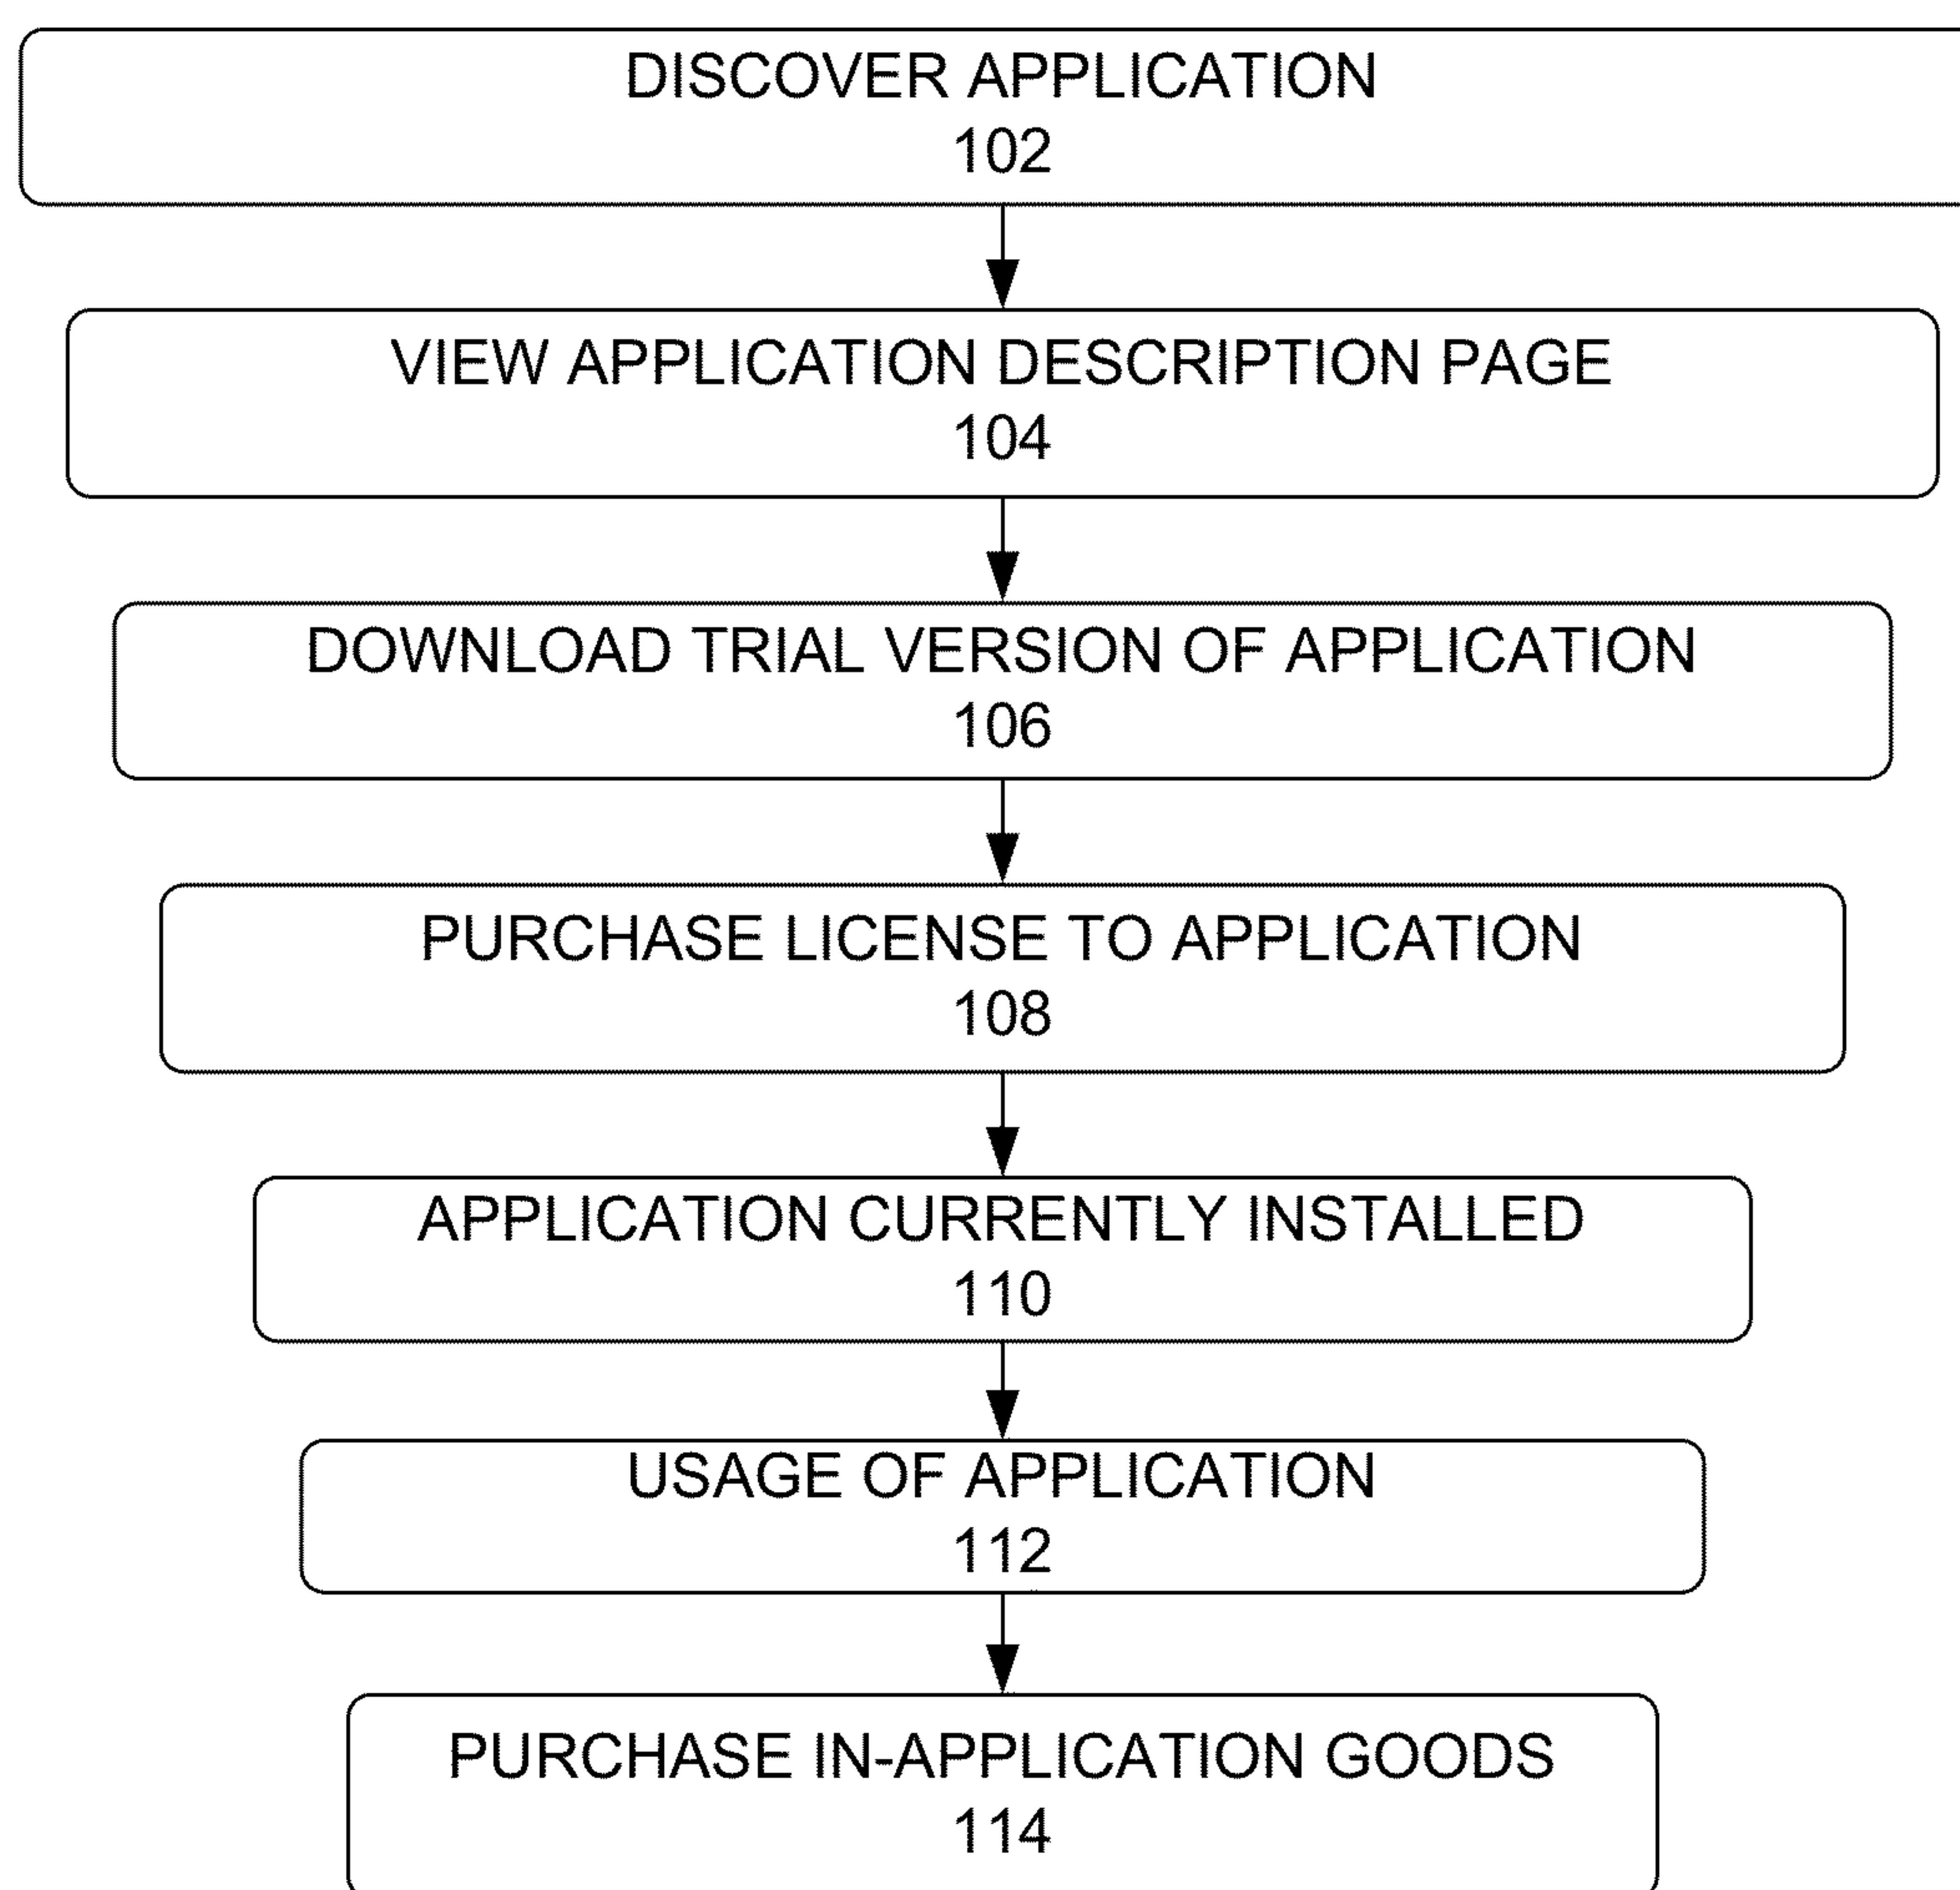 DISCOVER APPLICATION
102
VIEW APPLICATION DESCRIPTION PAGE
104
DOWNLOAD TRIAL VERSION OF APPLICATION
106
PURCHASE LICENSE TO APPLICATION
108
APPLICATION CURRENTLY INSTALLED
110
USAGE OF APPLICATION
112
PURCHASE IN-APPLICATION GOODS
114